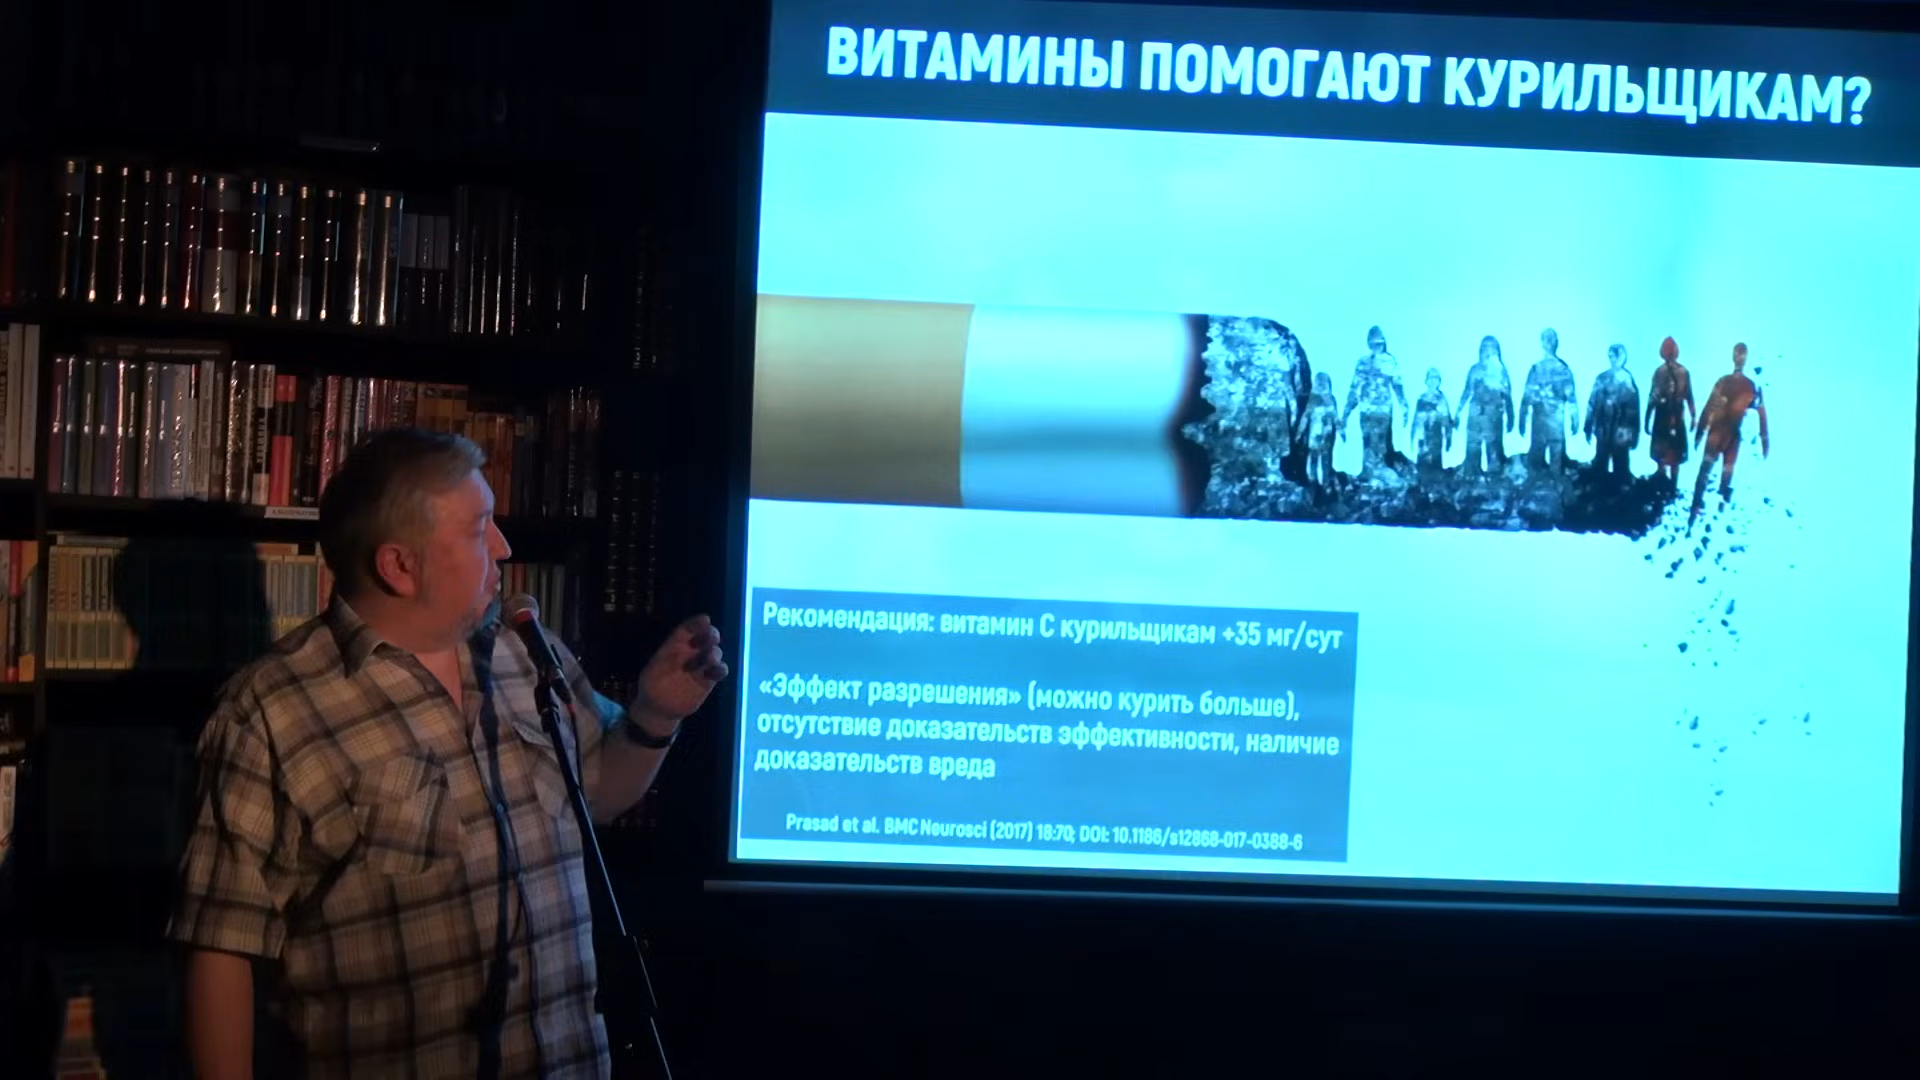 ВИТАМИНЫ ПОМОГАЮТ КУРИЛЬЩИКАМ?
Рекомендация: витамин С курильщикам +35 мг/сут
«Эффект разрешения» (можно курить больше),
отсутствие доказательств эффективности, наличие
доказательств вреда
Prasad et al. BMC Neurosci (2017) 18:70; DOI: 10.1186/s12868-017-0388-6